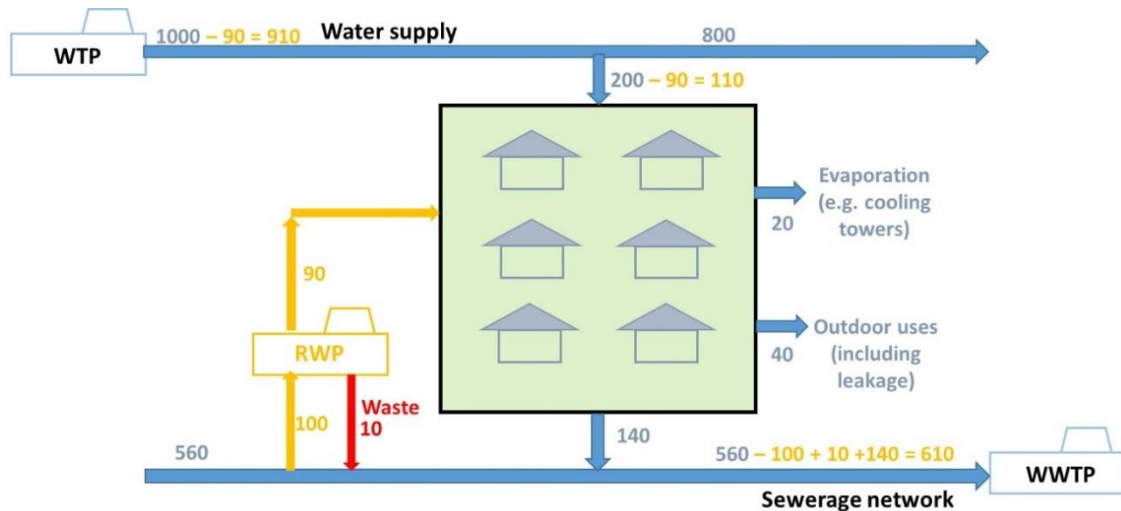 WTP
1000 – 90 = 910
Water supply
800
200 – 90 = 110
Evaporation
(e.g. cooling
towers)
20
90
Outdoor uses
(including
leakage)
40
RWP
Waste
10
100
140
560
560 – 100 + 10 +140 = 610
WWTP
Sewerage network